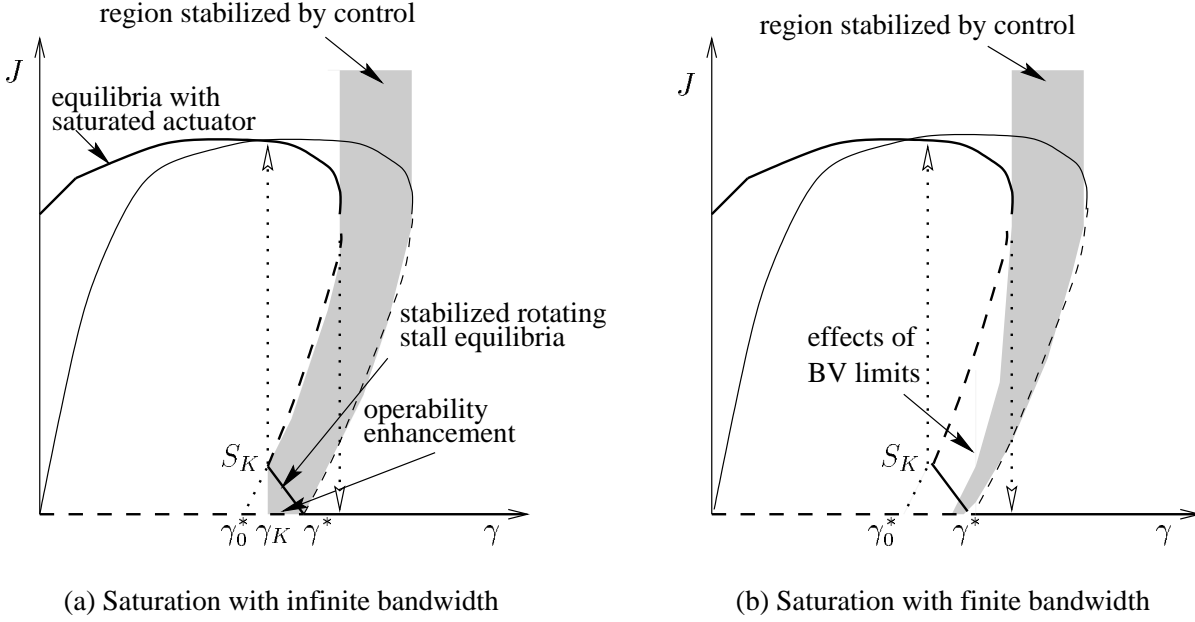 region stabilized by control
J
equilibria with
saturated actuator
stabilized rotating
stall equilibria
operability
enhancement
S_K
γ_0^* γ_K γ^* γ
(a) Saturation with infinite bandwidth
region stabilized by control
J
effects of
BV limits
S_K
γ_0^* γ^* γ
(b) Saturation with finite bandwidth